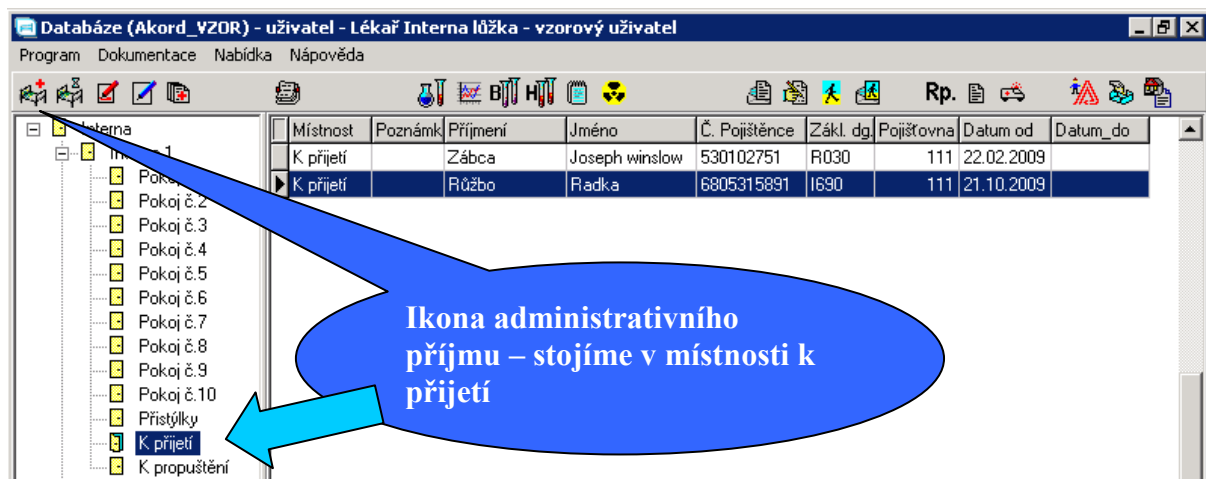 Databáze (Akord_VZOR) - uživatel - Lékař Interna lůžka - vzorový uživatel
Program Dokumentace Nabídka Nápověda
B H Rp.
Interna
Místnost Poznámk Příjmení Jméno Č. Pojištěnce Zákl. dg. Pojišťovna Datum od Datum_do
K přijetí Zábca Joseph winslow 530102751 R030 111 22.02.2009
K přijetí Růžbo Radka 6805315891 I690 111 21.10.2009
Pokoj č.2
Pokoj č.3
Pokoj č.4
Pokoj č.5
Pokoj č.6
Pokoj č.7
Pokoj č.8
Pokoj č.9
Pokoj č.10
Přistýlky
K přijetí
K propuštění
Ikona administrativního
příjmu – stojíme v místnosti k
přijetí